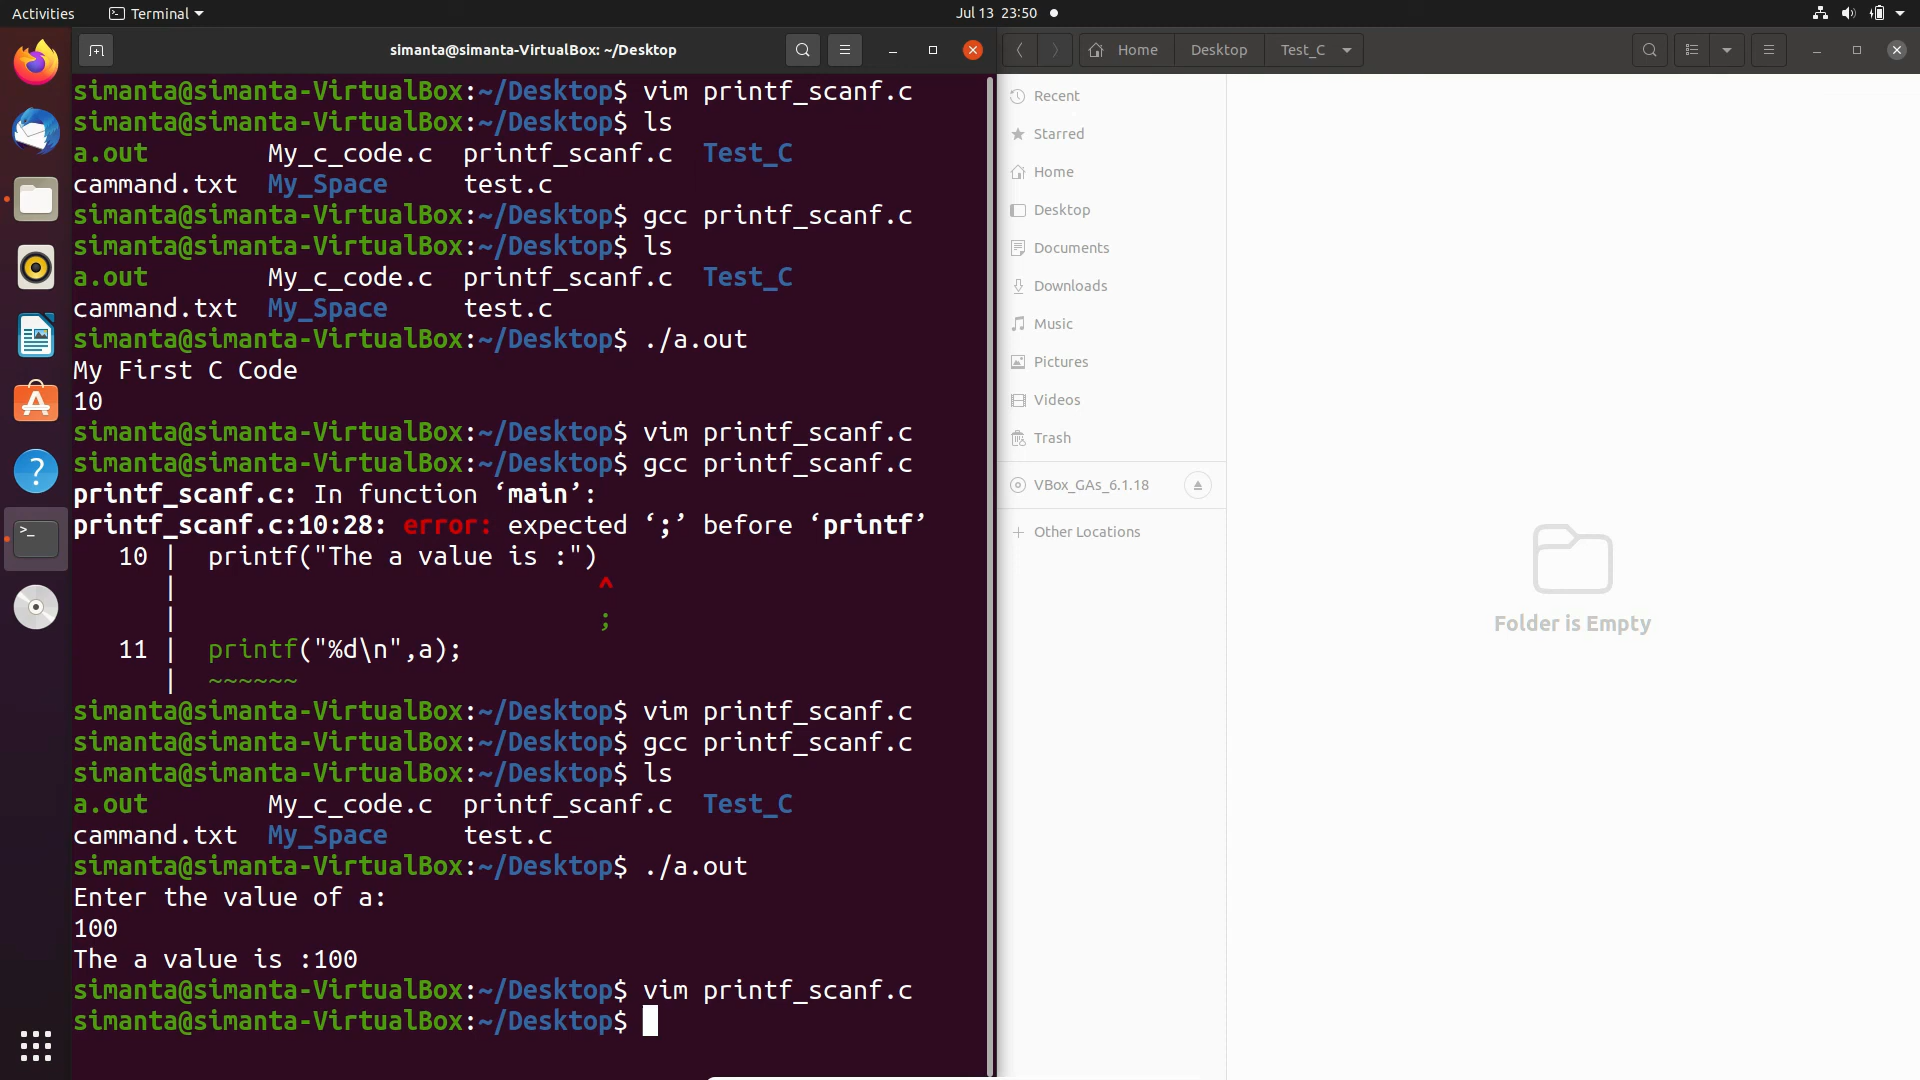 Activities Terminal Jul 13 23:50
simanta@simanta-VirtualBox: ~/Desktop
simanta@simanta-VirtualBox:~/Desktop$ vim printf_scanf.c
simanta@simanta-VirtualBox:~/Desktop$ ls
a.out My_c_code.c printf_scanf.c Test_C
cammand.txt My_Space test.c
simanta@simanta-VirtualBox:~/Desktop$ gcc printf_scanf.c
simanta@simanta-VirtualBox:~/Desktop$ ls
a.out My_c_code.c printf_scanf.c Test_C
cammand.txt My_Space test.c
simanta@simanta-VirtualBox:~/Desktop$ ./a.out
My First C Code
10
simanta@simanta-VirtualBox:~/Desktop$ vim printf_scanf.c
simanta@simanta-VirtualBox:~/Desktop$ gcc printf_scanf.c
printf_scanf.c: In function ‘main’:
printf_scanf.c:10:28: error: expected ‘;’ before ‘printf’
10 | printf("The a value is :")
| ^
| ;
11 | printf("%d\n",a);
| ~~~~~~
simanta@simanta-VirtualBox:~/Desktop$ vim printf_scanf.c
simanta@simanta-VirtualBox:~/Desktop$ gcc printf_scanf.c
simanta@simanta-VirtualBox:~/Desktop$ ls
a.out My_c_code.c printf_scanf.c Test_C
cammand.txt My_Space test.c
simanta@simanta-VirtualBox:~/Desktop$ ./a.out
Enter the value of a:
100
The a value is :100
simanta@simanta-VirtualBox:~/Desktop$ vim printf_scanf.c
simanta@simanta-VirtualBox:~/Desktop$
Home Desktop Test_C
Recent
Starred
Home
Desktop
Documents
Downloads
Music
Pictures
Videos
Trash
VBox_GAs_6.1.18
+ Other Locations
Folder is Empty